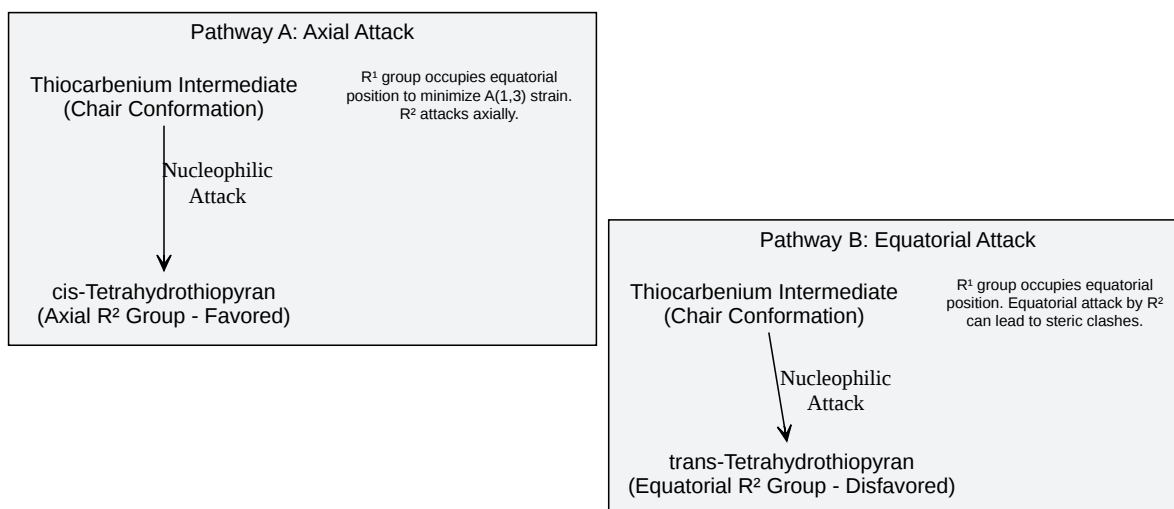 Pathway A: Axial Attack
Thiocarbenium Intermediate
(Chair Conformation)
R¹ group occupies equatorial
position to minimize A(1,3) strain.
R² attacks axially.
Nucleophilic
Attack
cis-Tetrahydrothiopyran
(Axial R² Group - Favored)
Pathway B: Equatorial Attack
Thiocarbenium Intermediate
(Chair Conformation)
R¹ group occupies equatorial
position. Equatorial attack by R²
can lead to steric clashes.
Nucleophilic
Attack
trans-Tetrahydrothiopyran
(Equatorial R² Group - Disfavored)